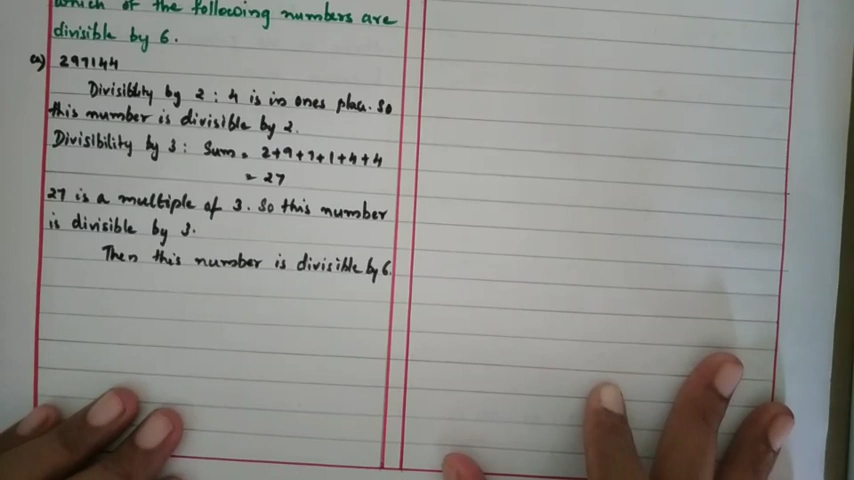 which of the following numbers are
divisible by 6.
a) 297144
Divisibility by 2 : 4 is in ones place. So
this number is divisible by 2.
Divisibility by 3 : Sum = 2+9+7+1+4+4
= 27
27 is a multiple of 3. So this number
is divisible by 3.
Then this number is divisible by 6.